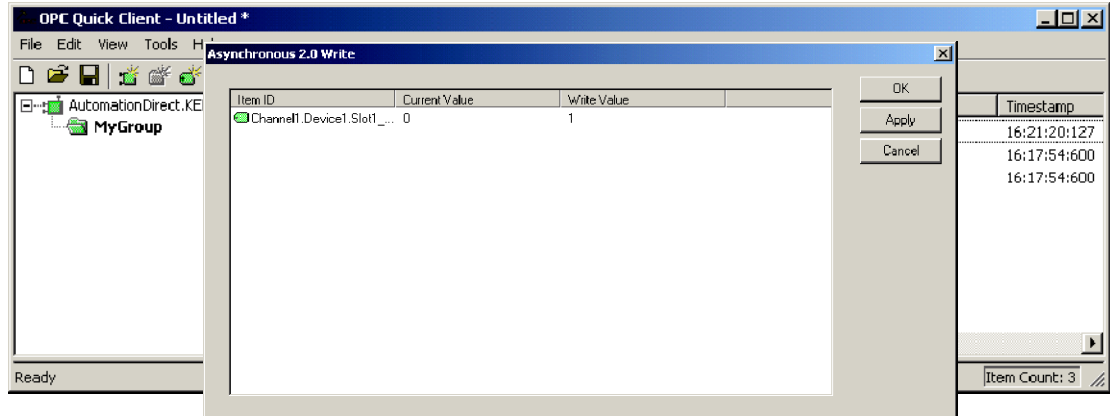 OPC Quick Client - Untitled *
File Edit View Tools H
Asynchronous 2.0 Write
OK
Apply
Cancel
Item ID Current Value Write Value
Channel1.Device1.Slot1_... 0 1
AutomationDirect.KE
MyGroup
Timestamp
16:21:20:127
16:17:54:600
16:17:54:600
Ready
Item Count: 3